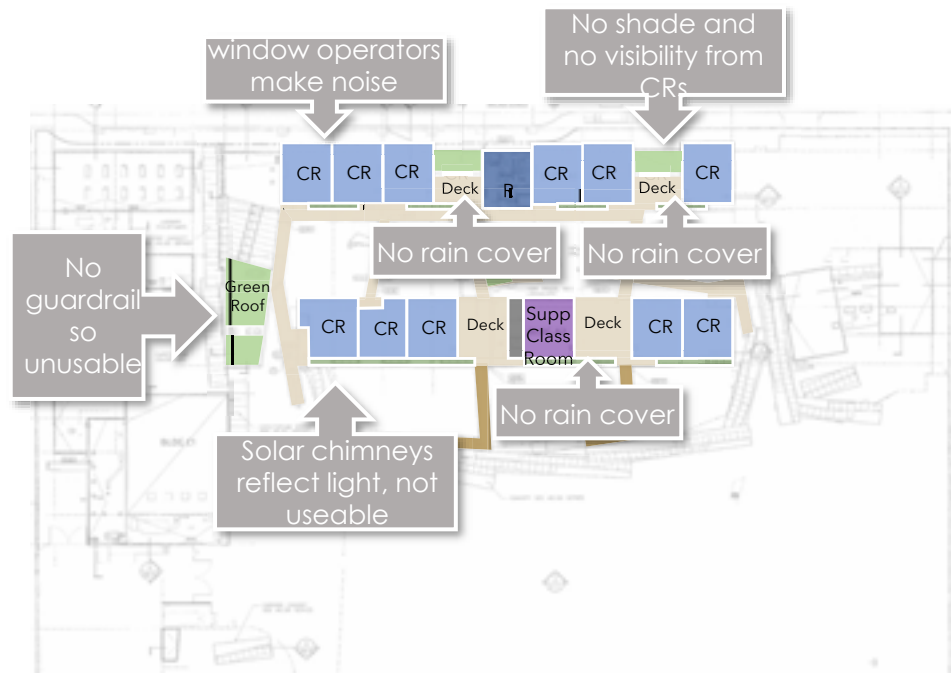 window operators
make noise
No shade and
no visibility from
CRs
CR
CR
CR
Deck
CR
CR
Deck
CR
No rain cover
No rain cover
No
guardrail
so
unusable
Green
Roof
CR
CR
CR
Deck
Supp
Class
Room
Deck
CR
CR
No rain cover
Solar chimneys
reflect light, not
useable